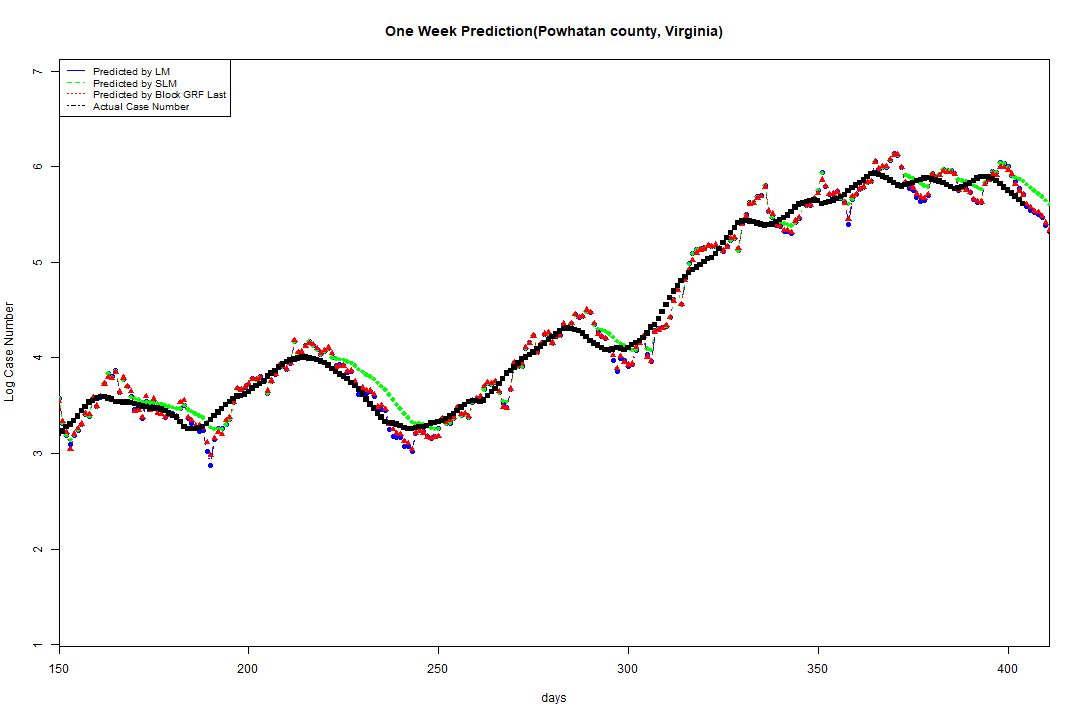 One Week Prediction(Powhatan county, Virginia)
7
Predicted by LM
Predicted by SLM
Predicted by Block GRF Last
Actual Case Number
6
5
4
3
2
1
Log Case Number
150 200 250 300 350 400
days